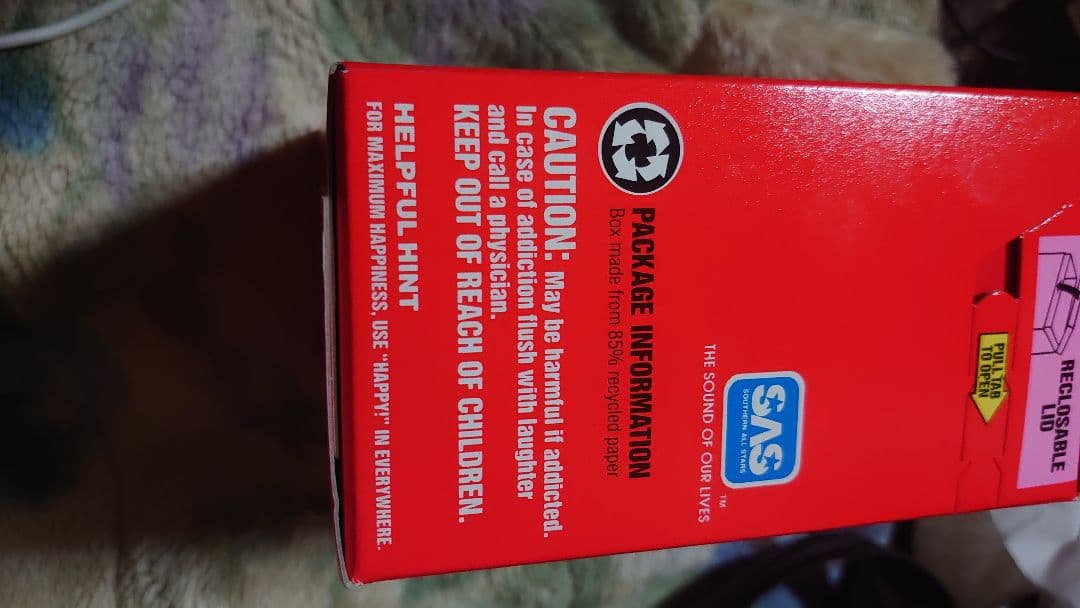 RECLOSABLE
LID
PULL TAB
TO OPEN
SAS
SOUTHERN ALL STARS
TM
THE SOUND OF OUR LIVES
PACKAGE INFORMATION
Box made from 85% recycled paper
CAUTION: May be harmful if addicted.
In case of addiction flush with laughter
and call a physician.
KEEP OUT OF REACH OF CHILDREN.
HELPFUL HINT
FOR MAXIMUM HAPPINESS, USE "HAPPY!" IN EVERYWHERE.